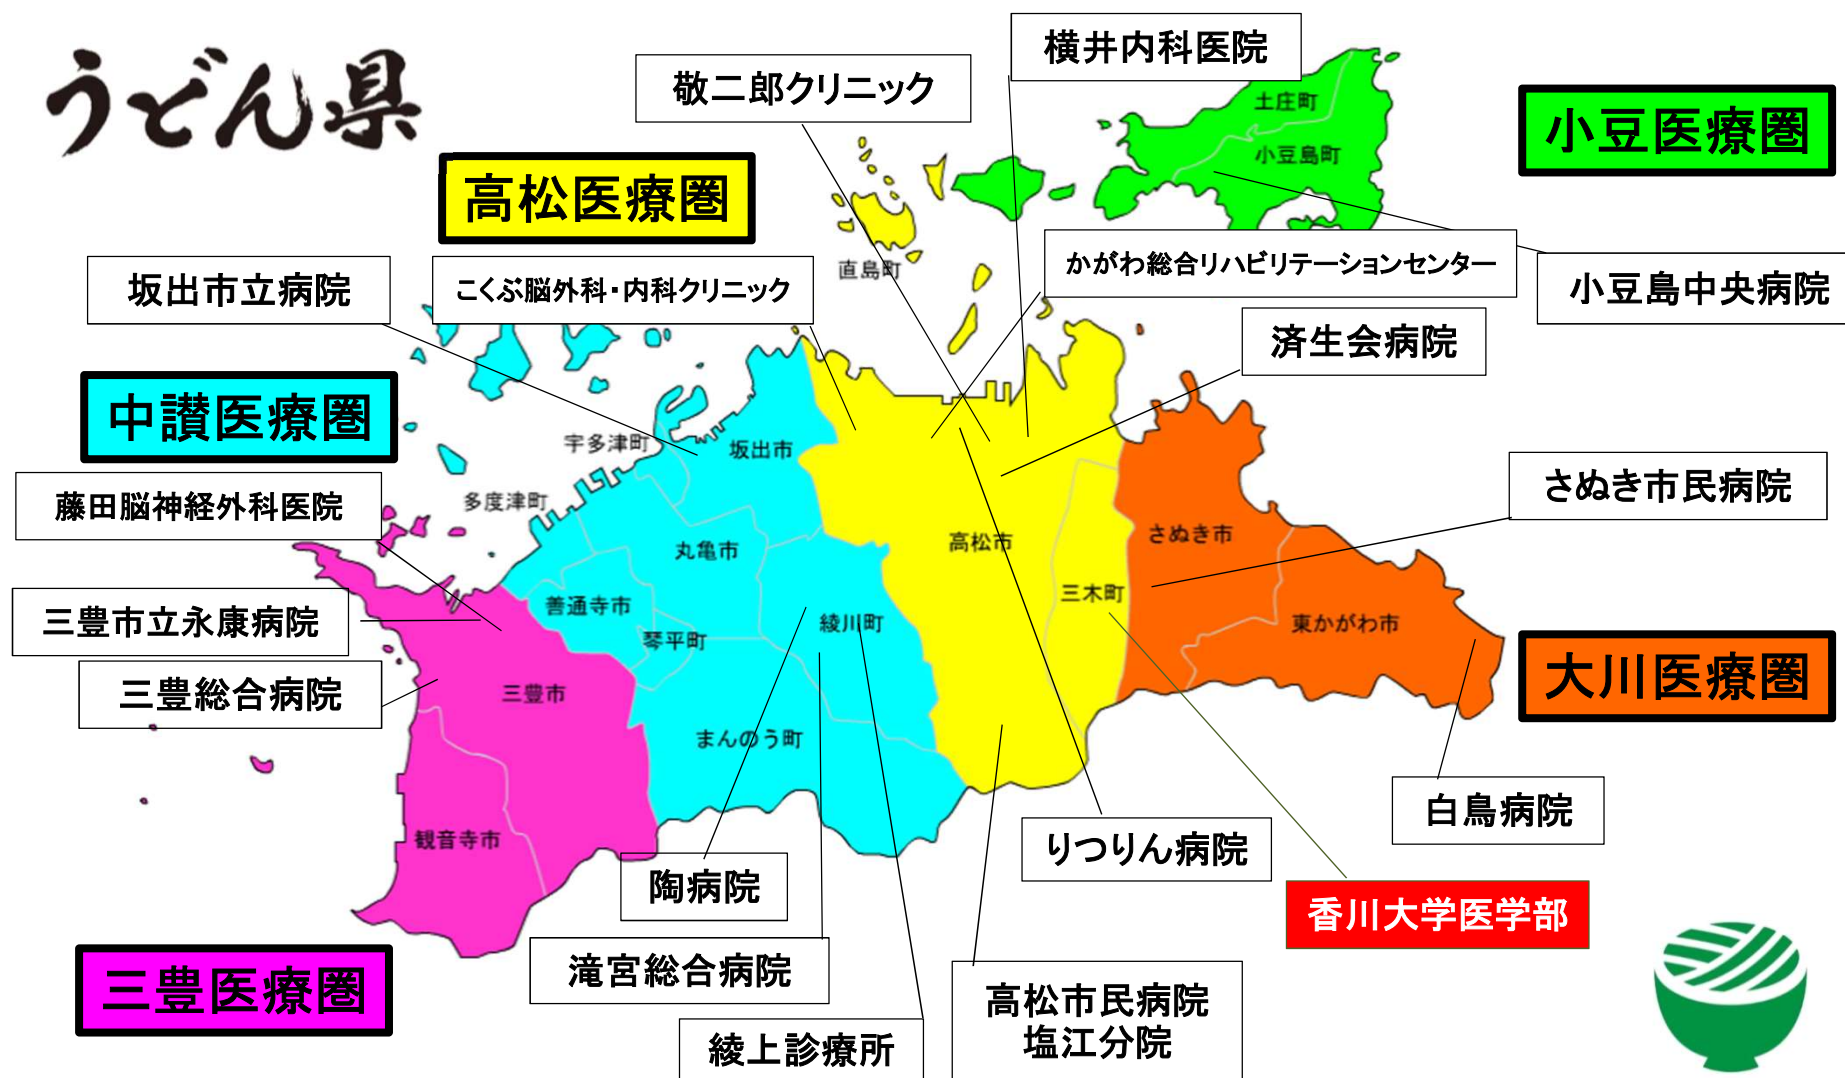 うどん県
横井内科医院
敬二郎クリニック
土庄町
小豆島町
小豆医療圏
高松医療圏
直島町
かがわ総合リハビリテーションセンター
坂出市立病院
こくぶ脳外科・内科クリニック
小豆島中央病院
済生会病院
中讃医療圏
宇多津町
坂出市
多度津町
藤田脳神経外科医院
さぬき市民病院
丸亀市
高松市
さぬき市
善通寺市
三木町
三豊市立永康病院
琴平町
綾川町
東かがわ市
三豊総合病院
三豊市
大川医療圏
まんのう町
白鳥病院
観音寺市
りつりん病院
陶病院
香川大学医学部
滝宮総合病院
三豊医療圏
高松市民病院
塩江分院
綾上診療所